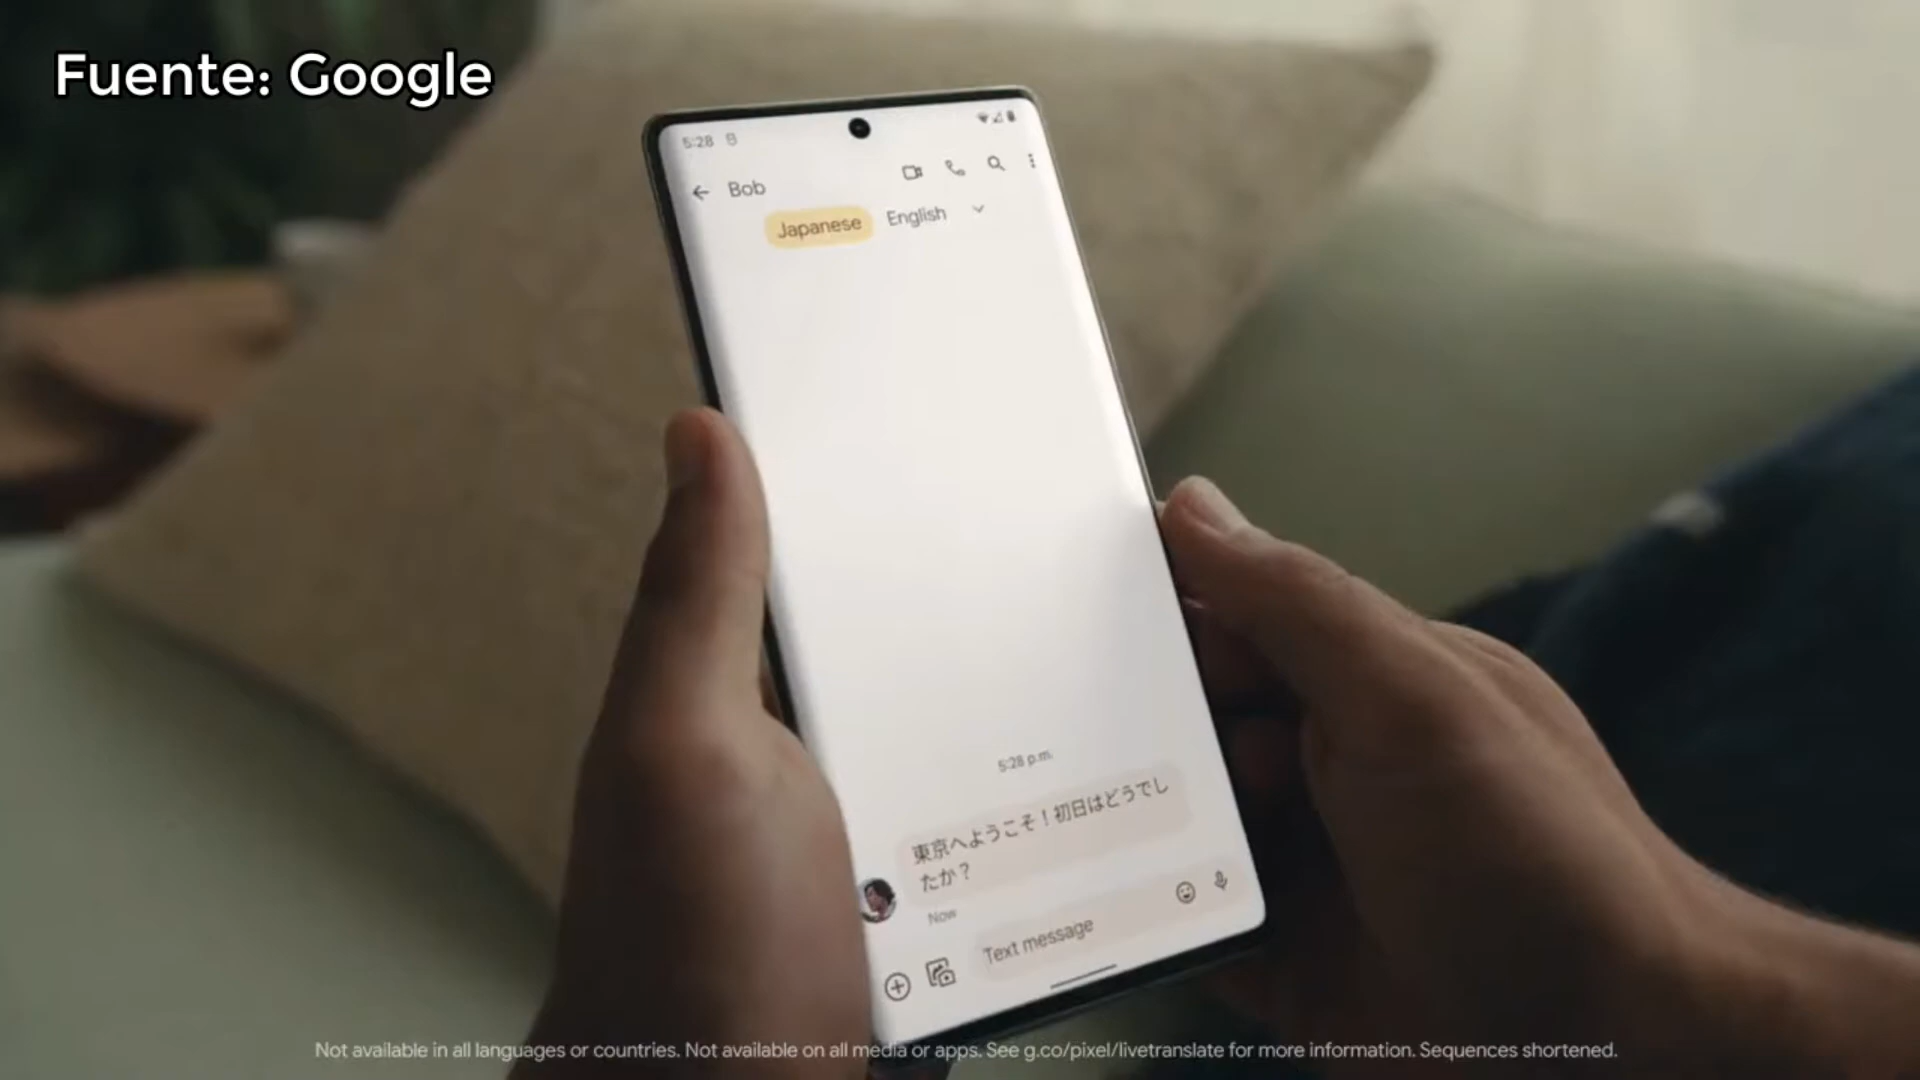 Fuente: Google
5:28
Bob
Japanese English
5:28 p.m.
東京へようこそ！初日はどうでし
たか？
Now
Text message
Not available in all languages or countries. Not available on all media or apps. See g.co/pixel/livetranslate for more information. Sequences shortened.